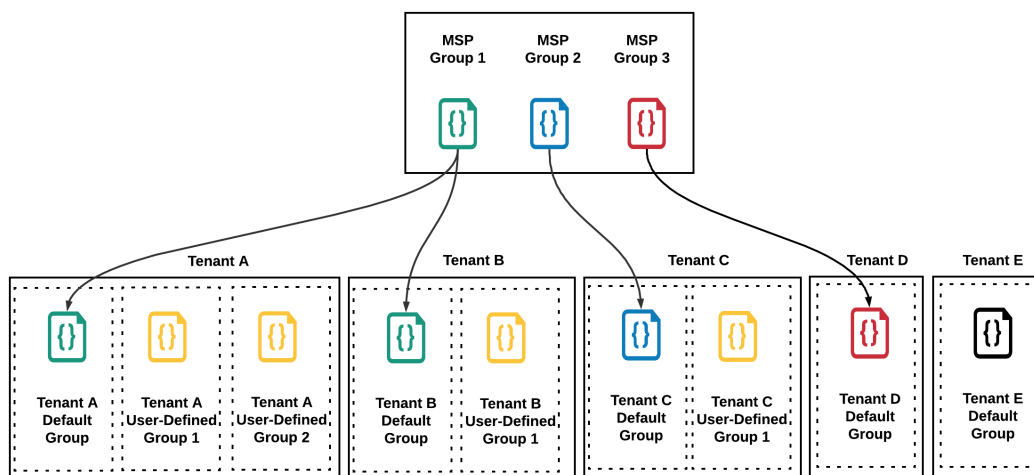 MSP
Group 1
MSP
Group 2
MSP
Group 3
{}
{}
{}
Tenant A
Tenant B
Tenant C
Tenant D
Tenant E
{}
{}
{}
{}
{}
{}
{}
{}
{}
Tenant A
Default
Group
Tenant A
User-Defined
Group 1
Tenant A
User-Defined
Group 2
Tenant B
Default
Group
Tenant B
User-Defined
Group 1
Tenant C
Default
Group
Tenant C
User-Defined
Group 1
Tenant D
Default
Group
Tenant E
Default
Group